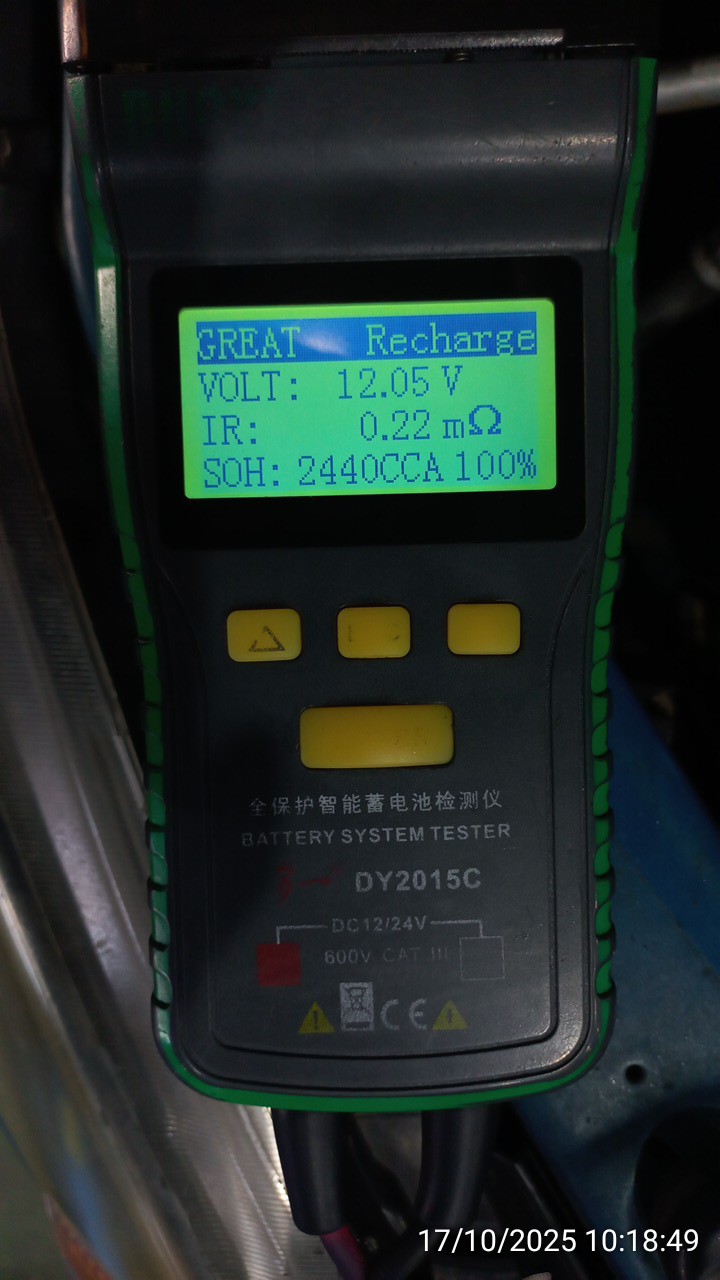 GREAT Recharge
VOLT: 12.05 V
IR: 0.22 mΩ
SOH: 2440CCA 100%
全保护智能蓄电池检测仪
BATTERY SYSTEM TESTER
DY2015C
DC12/24V
600V CAT III
CE
17/10/2025 10:18:49